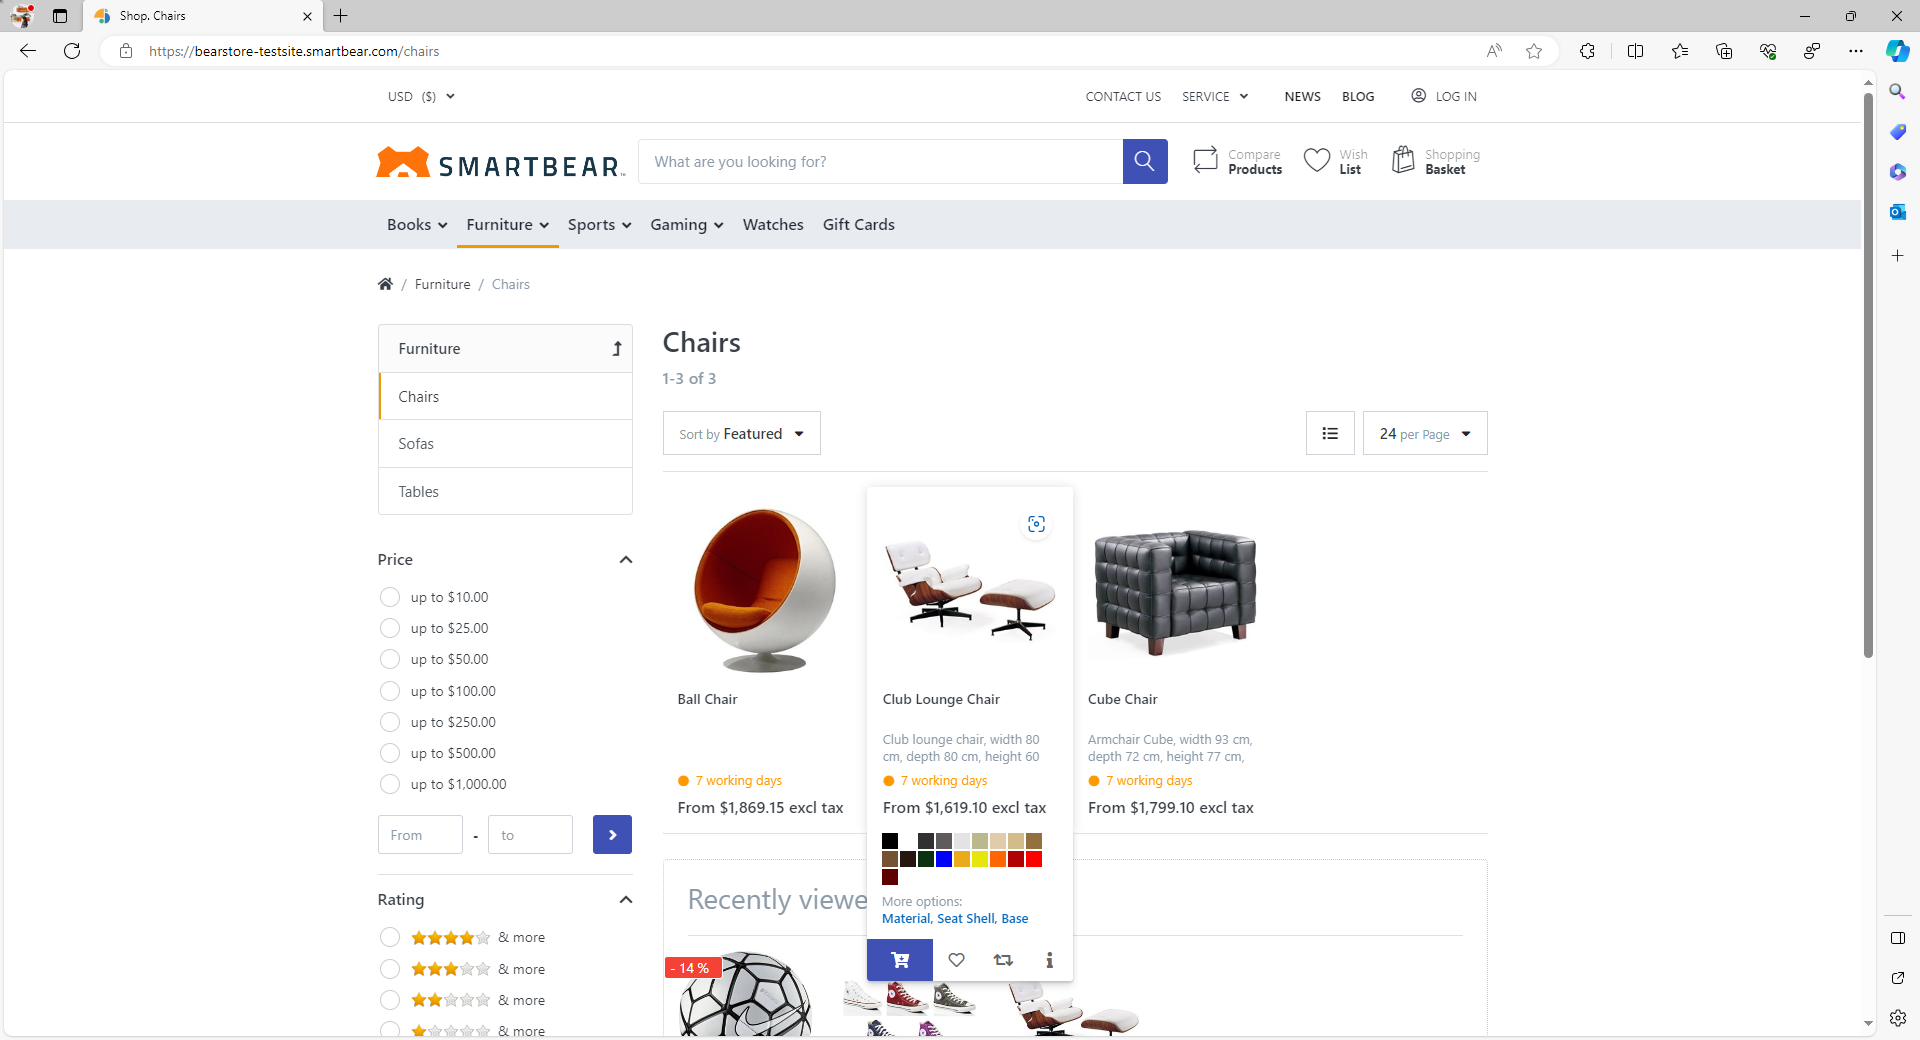 Shop. Chairs
https://bearstore-testsite.smartbear.com/chairs
USD ($)
CONTACT US
SERVICE
NEWS
BLOG
LOG IN
SMARTBEAR
What are you looking for?
Compare
Products
Wish
List
Shopping
Basket
Books
Furniture
Sports
Gaming
Watches
Gift Cards
/ Furniture / Chairs
Furniture
Chairs
Sofas
Tables
Price
up to $10.00
up to $25.00
up to $50.00
up to $100.00
up to $250.00
up to $500.00
up to $1,000.00
From
-
to
Rating
& more
& more
& more
& more
Chairs
1-3 of 3
Sort by Featured
24 per Page
Ball Chair
7 working days
From $1,869.15 excl tax
Club Lounge Chair
Club lounge chair, width 80
cm, depth 80 cm, height 60
7 working days
From $1,619.10 excl tax
More options:
Material, Seat Shell, Base
Cube Chair
Armchair Cube, width 93 cm,
depth 72 cm, height 77 cm,
7 working days
From $1,799.10 excl tax
Recently viewe
- 14 %